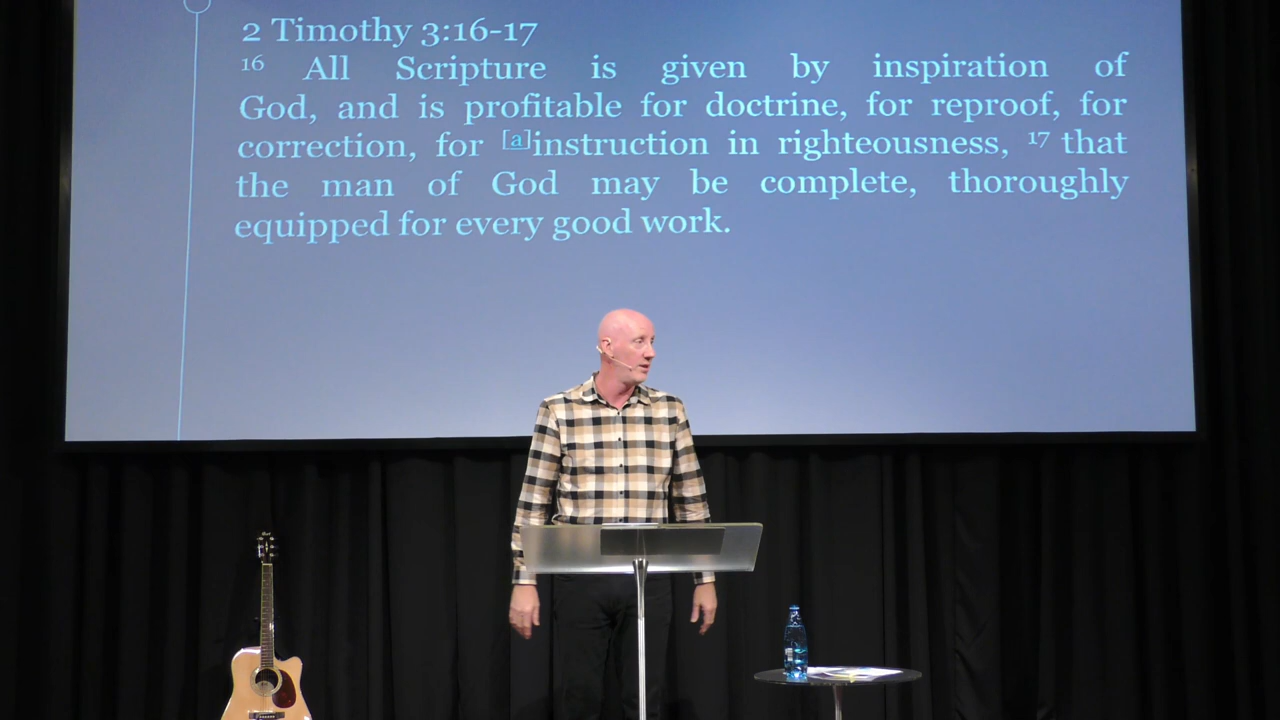 2 Timothy 3:16-17
16 All Scripture is given by inspiration of
God, and is profitable for doctrine, for reproof, for
correction, for [a]instruction in righteousness, 17 that
the man of God may be complete, thoroughly
equipped for every good work.